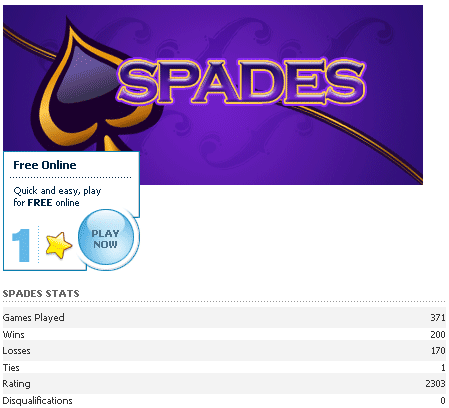 SPADES
Free Online
Quick and easy, play
for FREE online
1
PLAY
NOW
SPADES STATS
Games Played 371
Wins 200
Losses 170
Ties 1
Rating 2303
Disqualifications 0